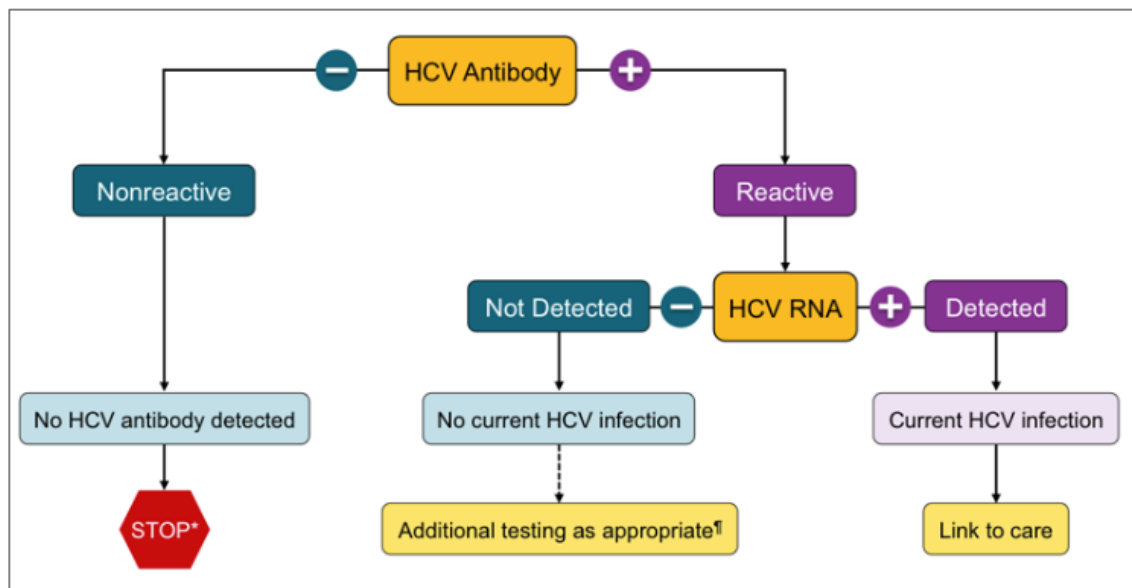 HCV Antibody
Nonreactive
Reactive
Not Detected
HCV RNA
Detected
No HCV antibody detected
No current HCV infection
Current HCV infection
STOP*
Additional testing as appropriate¶
Link to care